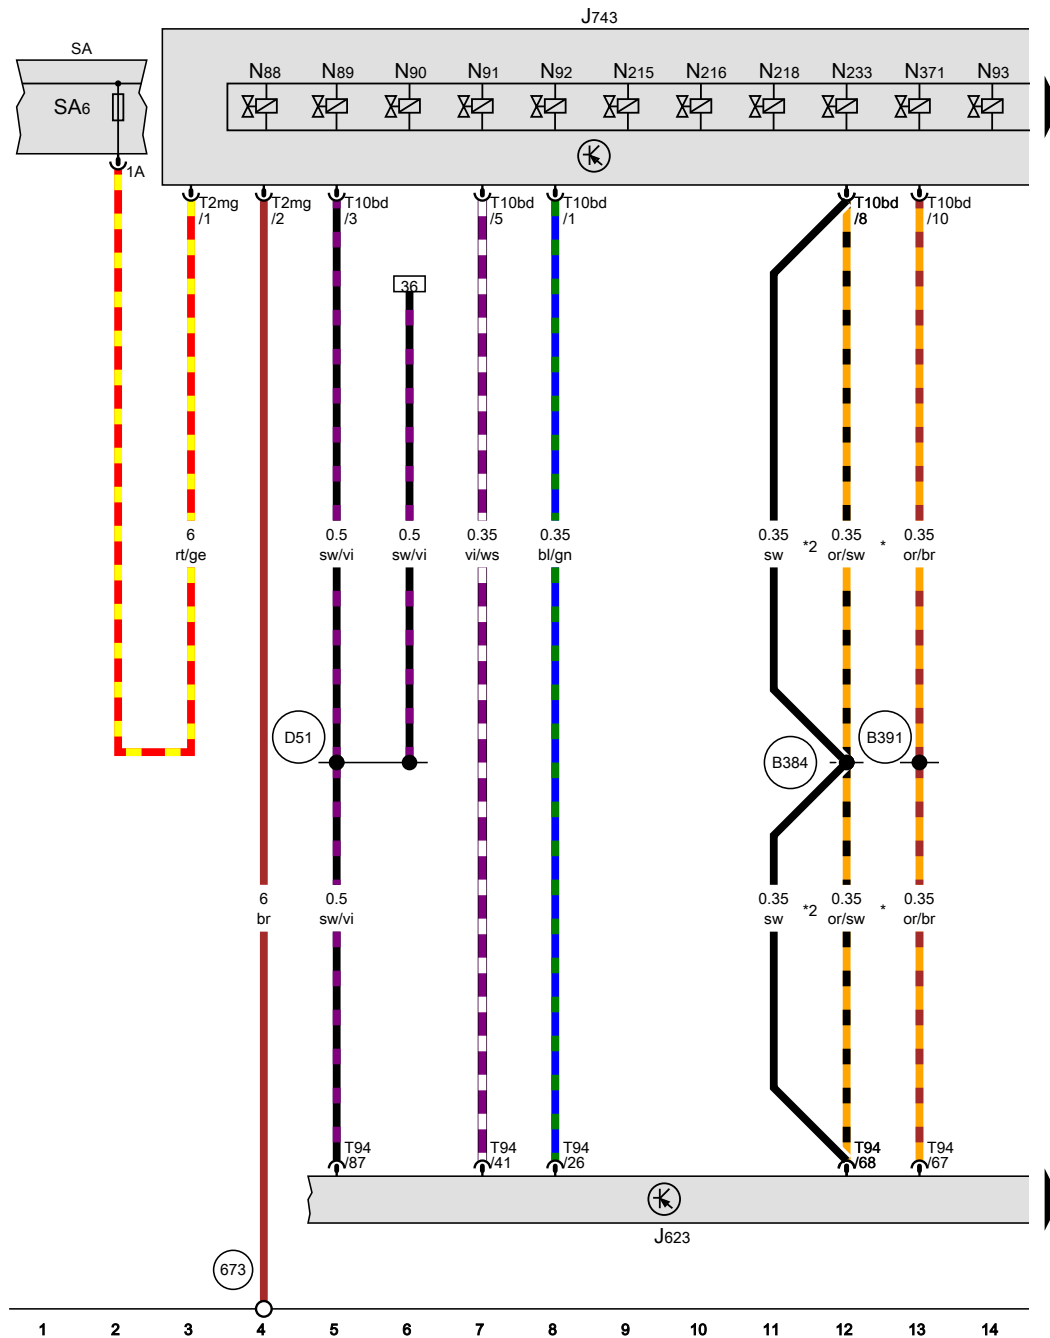 J743
SA
N88 N89 N90 N91 N92 N215 N216 N218 N233 N371 N93
SA6
1A
T2mg /1
T2mg /2
T10bd /3
T10bd /5
T10bd /1
T10bd /8
T10bd /10
36
6 0.5 0.5 0.35 0.35 0.35 0.35 0.35
rt/ge sw/vi sw/vi vi/ws bl/gn sw *2 or/sw * or/br
D51
B384
B391
6 0.5 0.35 0.35 0.35
br sw/vi sw *2 or/sw * or/br
T94 /87
T94 /41
T94 /26
T94 /68
T94 /67
J623
673
1 2 3 4 5 6 7 8 9 10 11 12 13 14